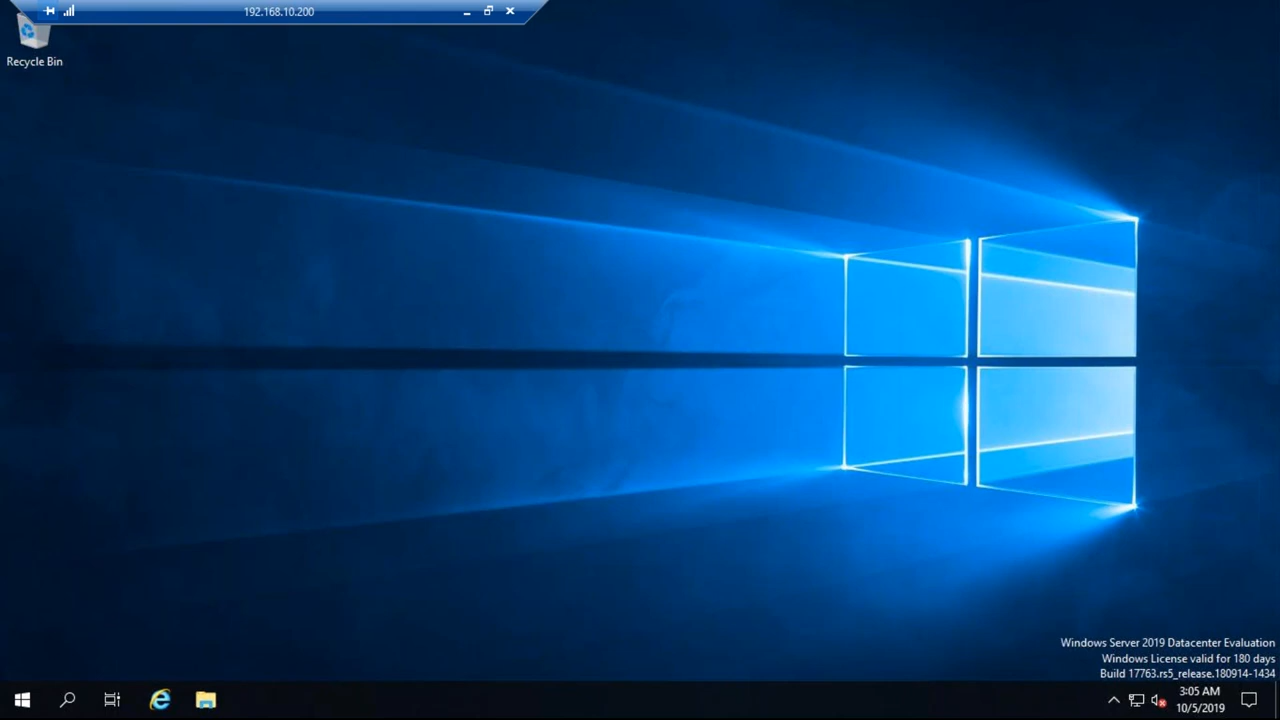 192.168.10.200
Recycle Bin
Windows Server 2019 Datacenter Evaluation
Windows License valid for 180 days
Build 17763.rs5_release.180914-1434
3:05 AM
10/5/2019